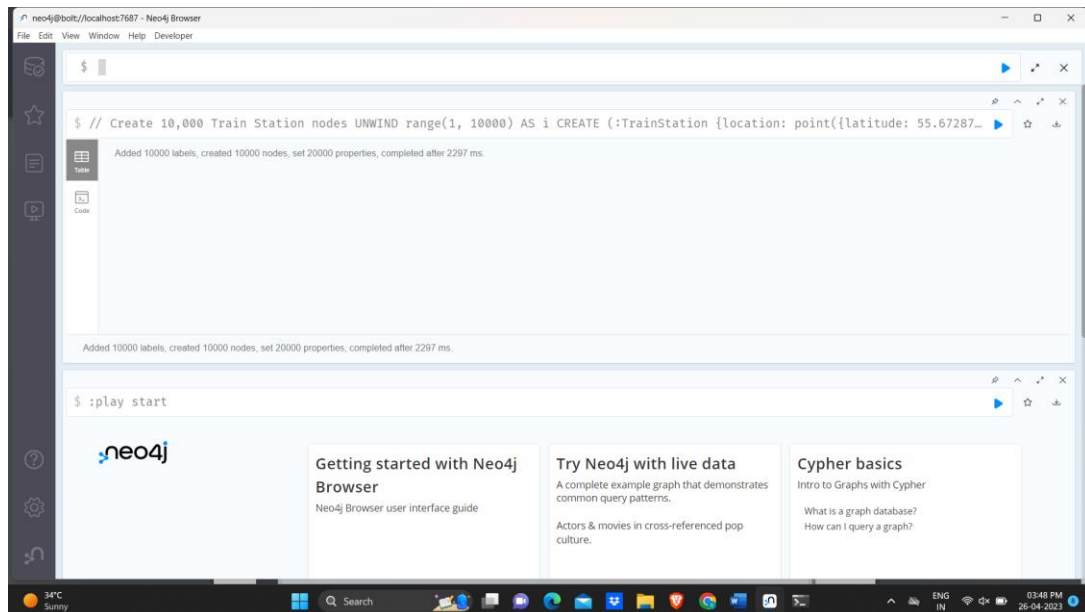 neo4j@bolt://localhost:7687 - Neo4j Browser
File Edit View Window Help Developer
$
$ // Create 10,000 Train Station nodes UNWIND range(1, 10000) AS i CREATE (:TrainStation {location: point({latitude: 55.67287…
Table
Added 10000 labels, created 10000 nodes, set 20000 properties, completed after 2297 ms.
Code
Added 10000 labels, created 10000 nodes, set 20000 properties, completed after 2297 ms.
$ :play start
neo4j
Getting started with Neo4j
Browser
Neo4j Browser user interface guide
Try Neo4j with live data
A complete example graph that demonstrates
common query patterns.
Actors & movies in cross-referenced pop
culture.
Cypher basics
Intro to Graphs with Cypher
What is a graph database?
How can I query a graph?
34°C
Sunny
Search
ENG
IN
03:48 PM
26-04-2023